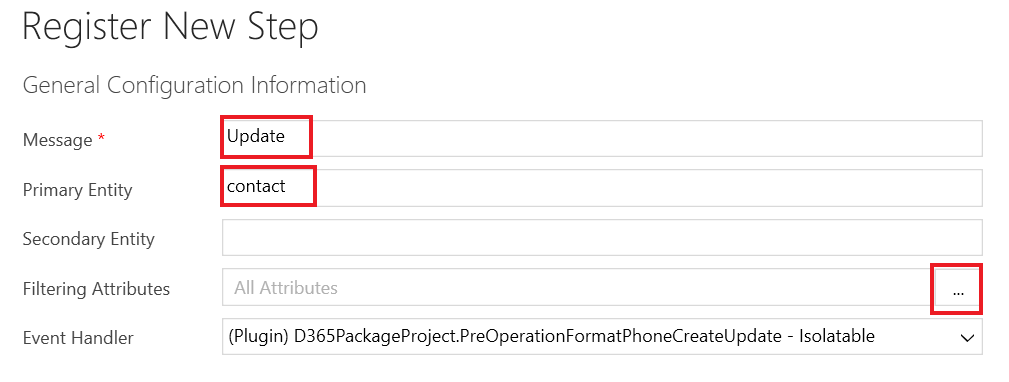 Register New Step
General Configuration Information
Message * Update
Primary Entity contact
Secondary Entity
Filtering Attributes All Attributes ...
Event Handler (Plugin) D365PackageProject.PreOperationFormatPhoneCreateUpdate - Isolatable